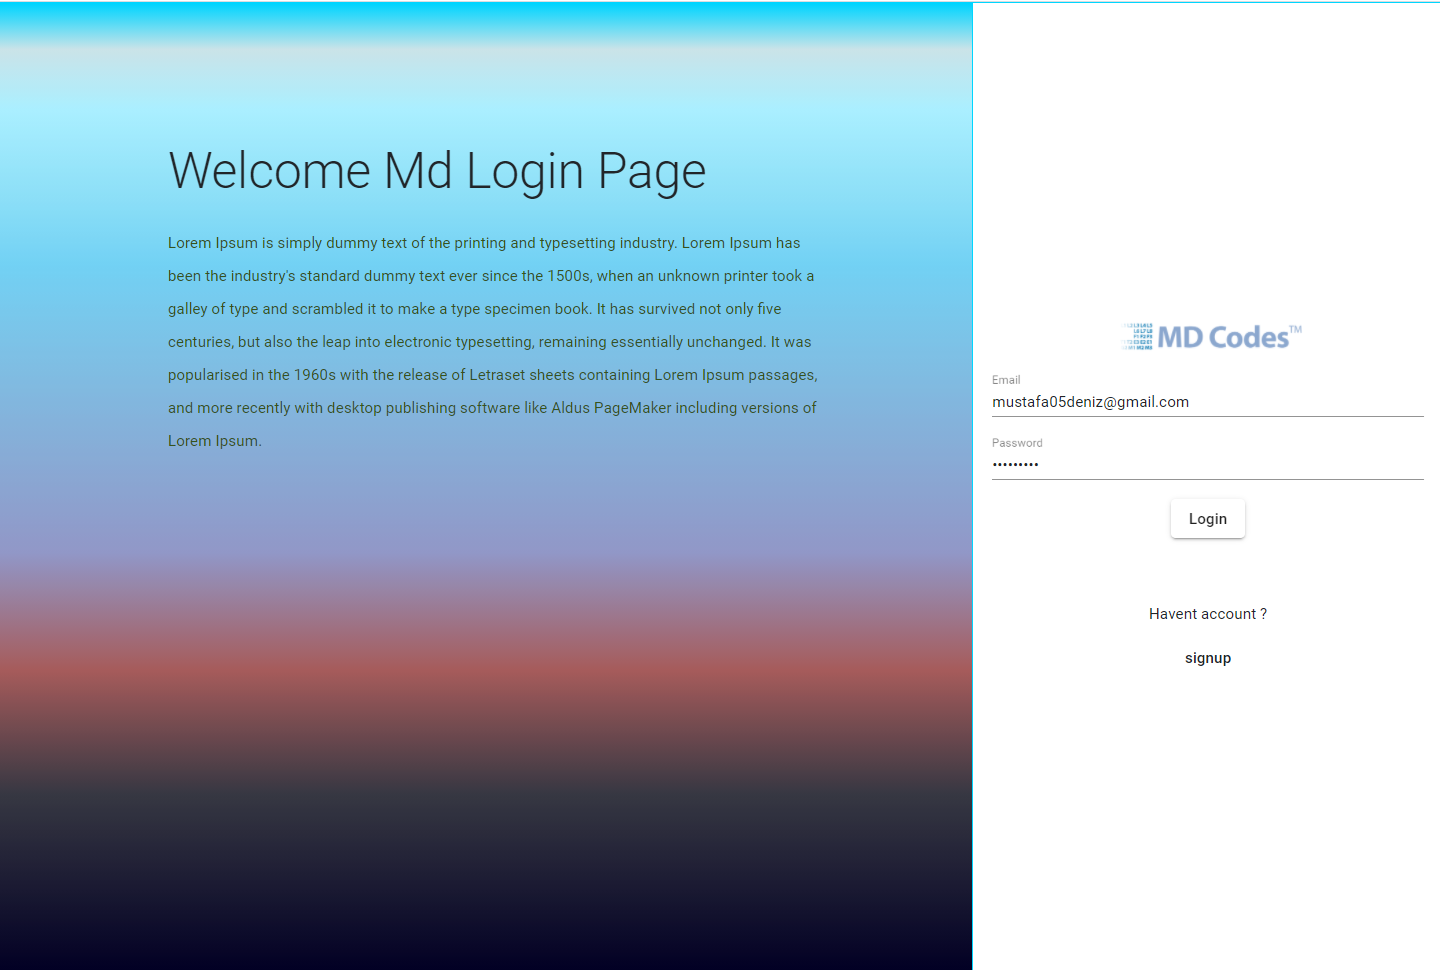 Welcome Md Login Page
Lorem Ipsum is simply dummy text of the printing and typesetting industry. Lorem Ipsum has
been the industry's standard dummy text ever since the 1500s, when an unknown printer took a
galley of type and scrambled it to make a type specimen book. It has survived not only five
centuries, but also the leap into electronic typesetting, remaining essentially unchanged. It was
popularised in the 1960s with the release of Letraset sheets containing Lorem Ipsum passages,
and more recently with desktop publishing software like Aldus PageMaker including versions of
Lorem Ipsum.
MD Codes™
Email
mustafa05deniz@gmail.com
Password
•••••••••
Login
Havent account ?
signup